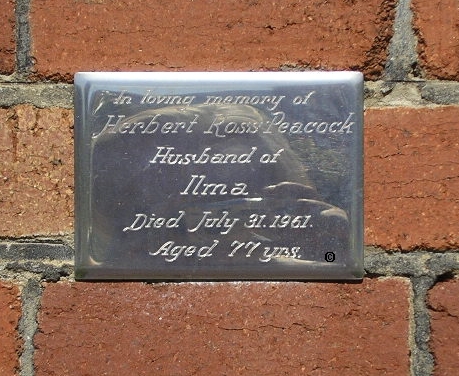 In loving memory of
Herbert Ross Peacock
Husband of
Ilma
Died July 31.1961.
Aged 77 yrs.
©